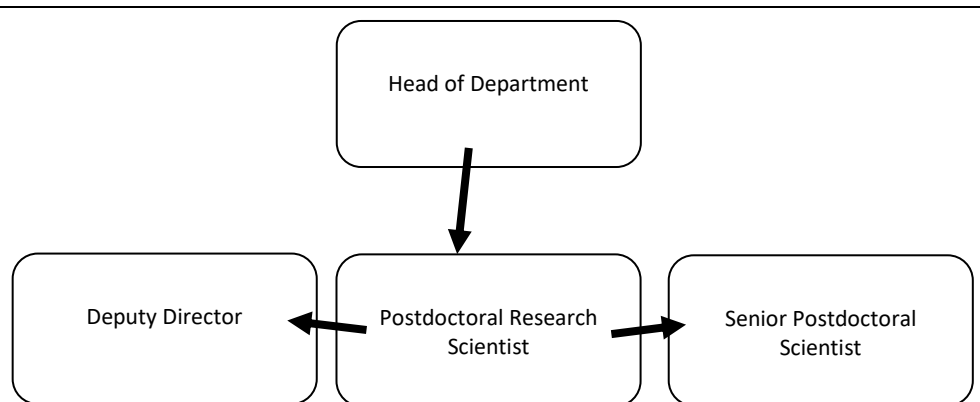 Head of Department
Deputy Director
Postdoctoral Research
Scientist
Senior Postdoctoral
Scientist